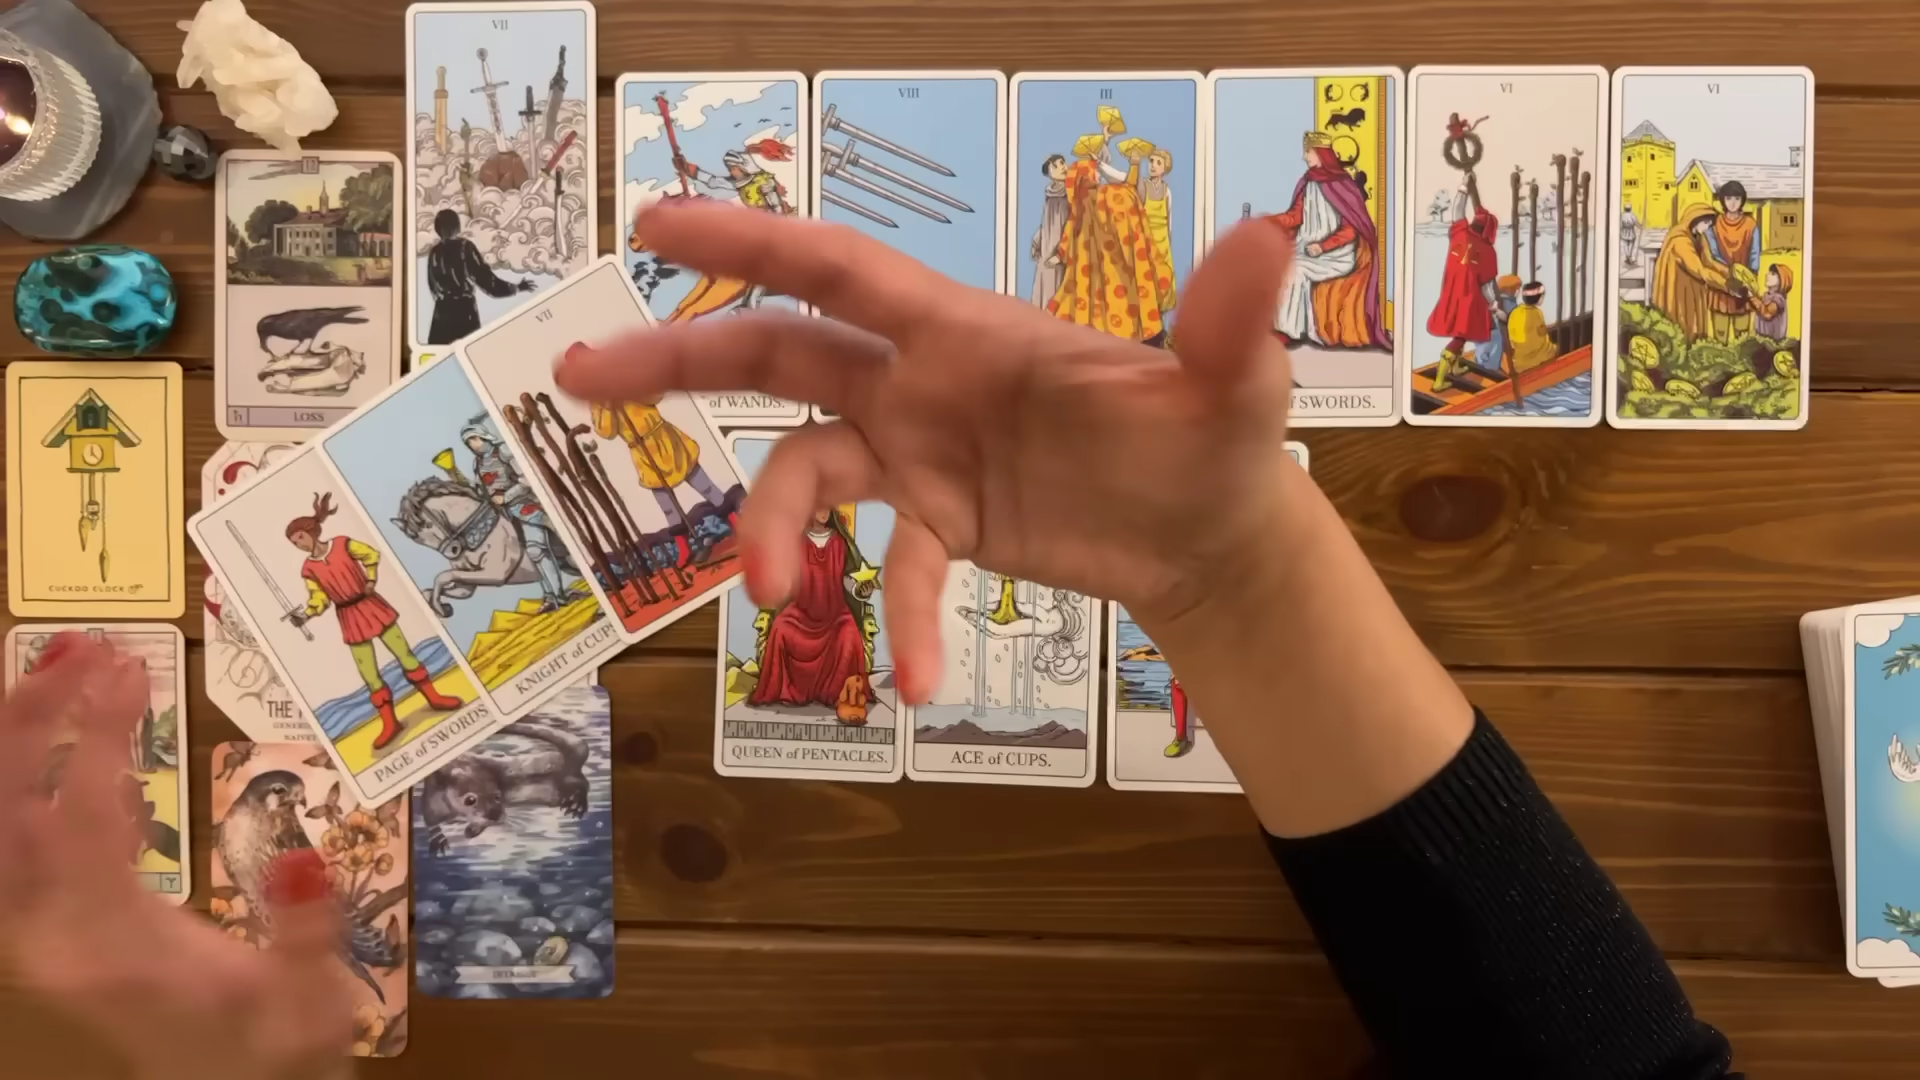 VII
VIII
III
VI
VI
12
LOSS
of WANDS.
of SWORDS.
VII
CUCKOO CLOCK
THE
PAGE of SWORDS
KNIGHT of CUPS
QUEEN of PENTACLES.
ACE of CUPS.